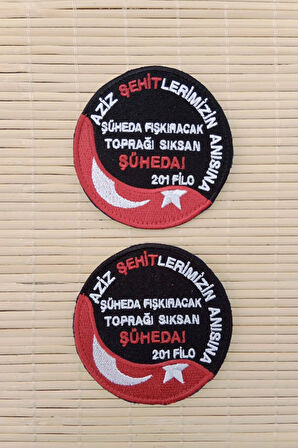 AZİZ ŞEHİTLERİMİZİN ANISINA
ŞÜHEDA FIŞKIRACAK
TOPRAĞI SIKSAN
ŞÜHEDA!
201 FİLO
AZİZ ŞEHİTLERİMİZİN ANISINA
ŞÜHEDA FIŞKIRACAK
TOPRAĞI SIKSAN
ŞÜHEDA!
201 FİLO